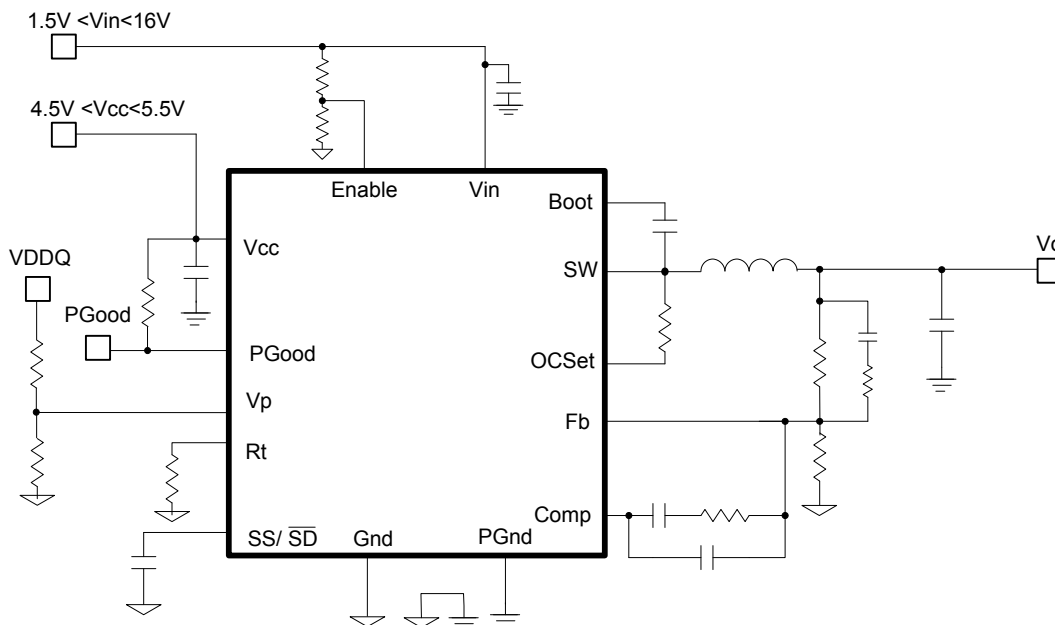 1.5V <Vin<16V
4.5V <Vcc<5.5V
Enable
Vin
Boot
Vcc
SW
VDDQ
PGood
PGood
OCSet
Vp
Fb
Rt
Comp
SS/ SD
Gnd
PGnd